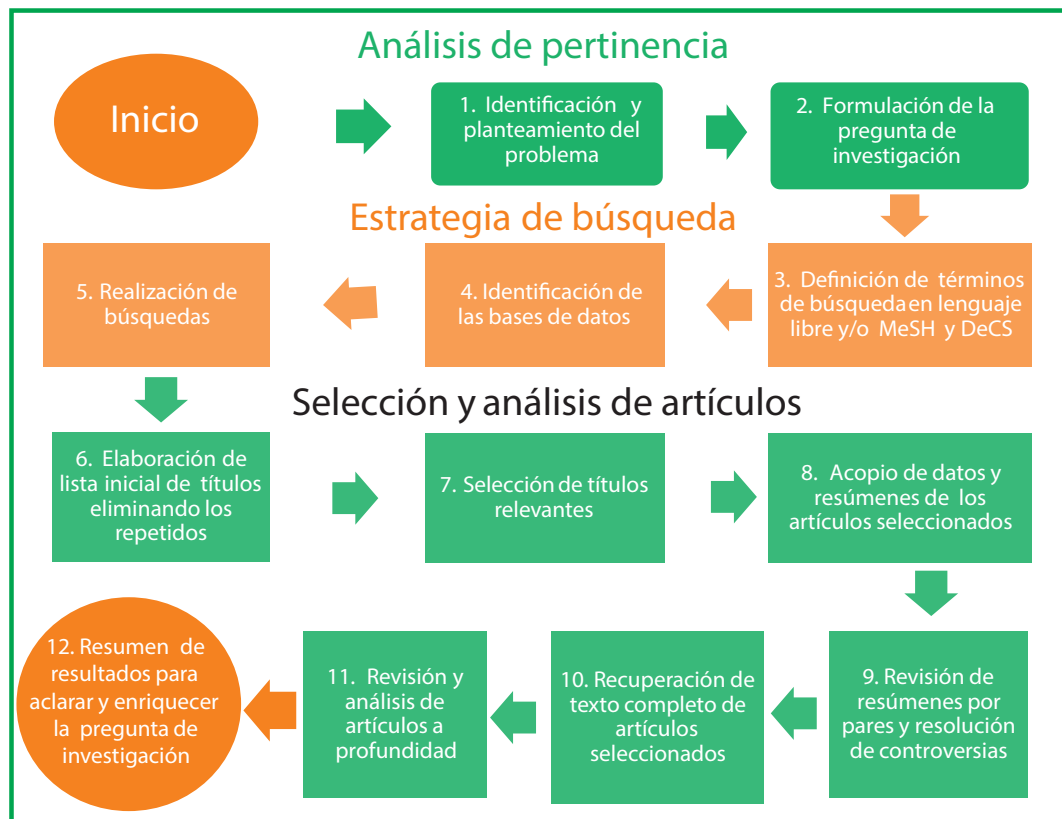 Análisis de pertinencia
Inicio
1. Identificación y
planteamiento del
problema
2. Formulación de la
pregunta de
investigación
Estrategia de búsqueda
3. Definición de términos
de búsqueda en lenguaje
libre y/o MeSH y DeCS
4. Identificación de
las bases de datos
5. Realización de
búsquedas
Selección y análisis de artículos
6. Elaboración de
lista inicial de títulos
eliminando los
repetidos
7. Selección de títulos
relevantes
8. Acopio de datos y
resúmenes de los
artículos seleccionados
9. Revisión de
resúmenes por
pares y resolución
de controversias
10. Recuperación de
texto completo de
artículos
seleccionados
11. Revisión y
análisis de
artículos a
profundidad
12. Resumen de
resultados para
aclarar y enriquecer
la pregunta de
investigación